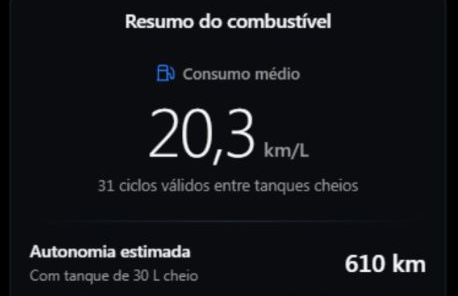 Resumo do combustível
Consumo médio
20,3 km/L
31 ciclos válidos entre tanques cheios
Autonomia estimada
610 km
Com tanque de 30 L cheio